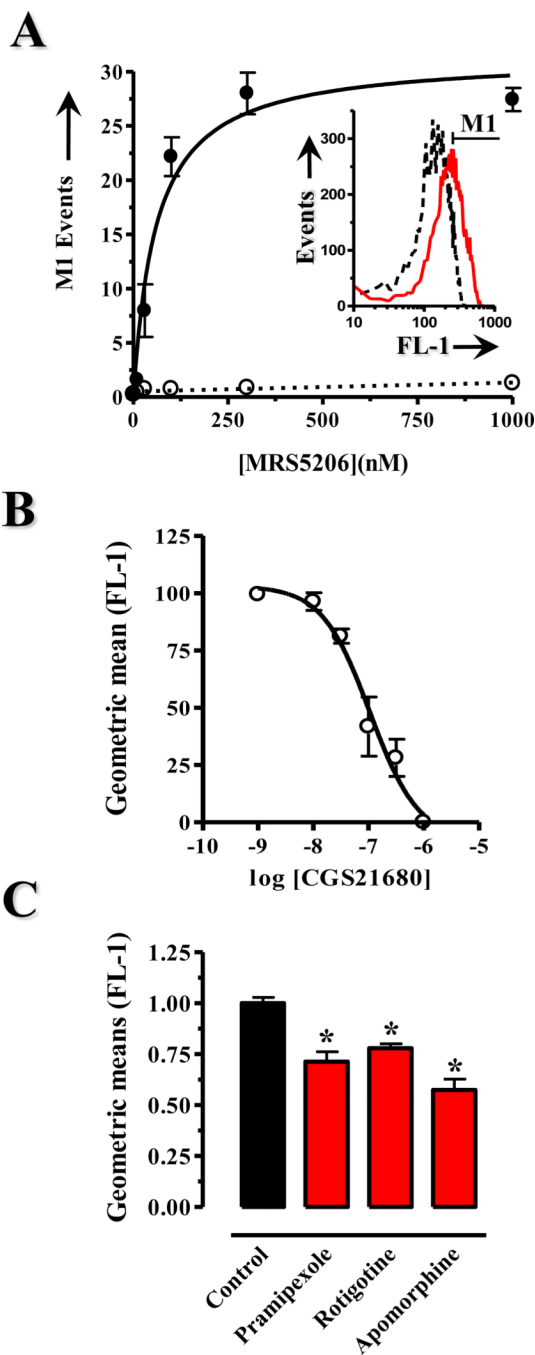 A
M1 Events
30
25
20
15
10
5
0
0
250
500
750
1000
[MRS5206](nM)
M1
Events
300
200
100
0
10
100
1000
FL-1
B
Geometric mean (FL-1)
125
100
75
50
25
0
-10
-9
-8
-7
-6
-5
log [CGS21680]
C
Geometric means (FL-1)
1.25
1.00
0.75
0.50
0.25
0.00
*
*
*
Control
Pramipexole
Rotigotine
Apomorphine